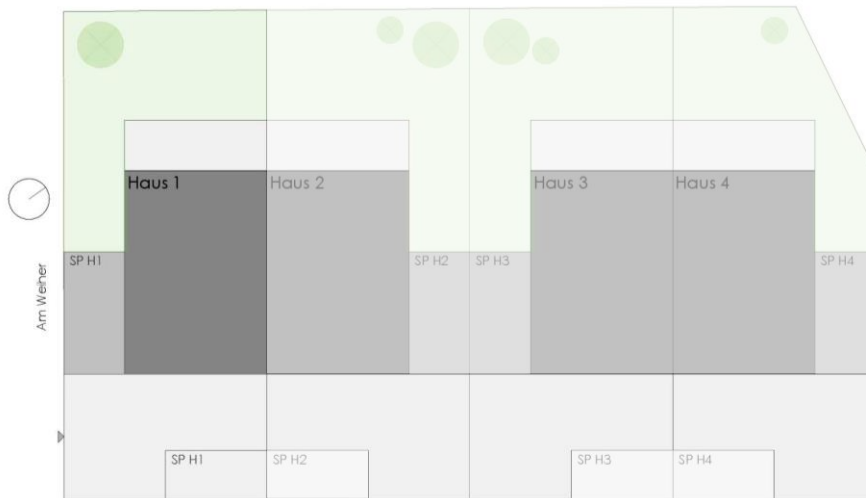 Haus 1
Haus 2
Haus 3
Haus 4
SP H1
SP H2
SP H3
SP H4
Am Weiher
SP H1
SP H2
SP H3
SP H4